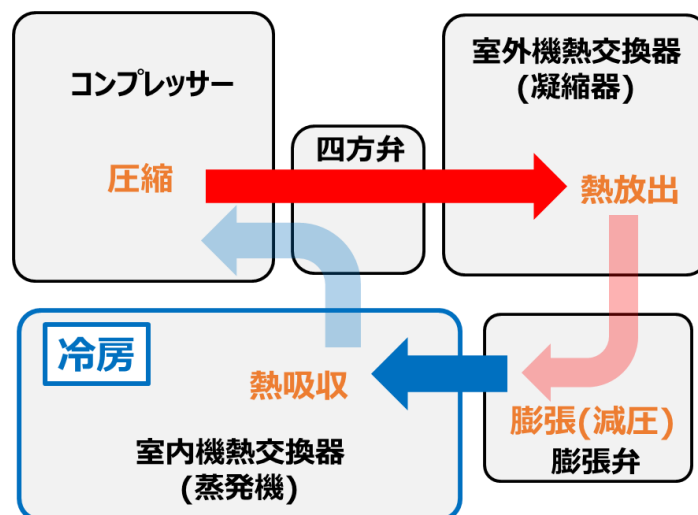 コンプレッサー
圧縮
四方弁
室外機熱交換器
(凝縮器)
熱放出
冷房
熱吸収
室内機熱交換器
(蒸発機)
膨張(減圧)
膨張弁